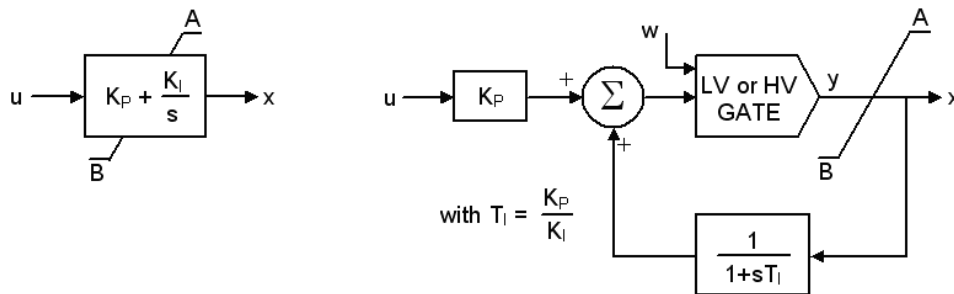 A
u
K_P + K_I / s
x
B
w
A
u
K_P
+
Σ
+
LV or HV
GATE
y
x
B
with T_I = K_P / K_I
1 / 1+sT_I